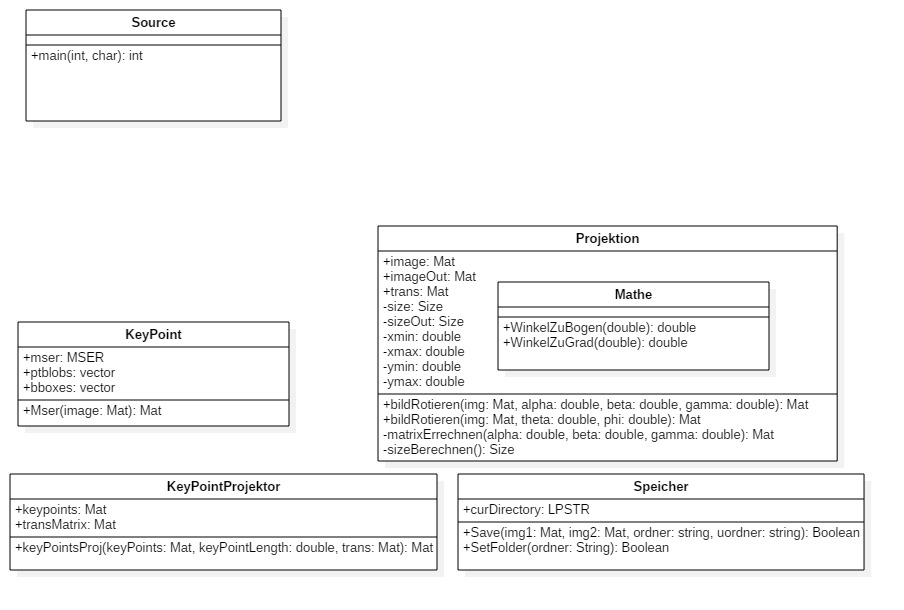 Source
+main(int, char): int
Projektion
+image: Mat
+imageOut: Mat
+trans: Mat
-size: Size
-sizeOut: Size
-xmin: double
-xmax: double
-ymin: double
-ymax: double
Mathe
+WinkelZuBogen(double): double
+WinkelZuGrad(double): double
+bildRotieren(img: Mat, alpha: double, beta: double, gamma: double): Mat
+bildRotieren(img: Mat, theta: double, phi: double): Mat
-matrixErrechnen(alpha: double, beta: double, gamma: double): Mat
-sizeBerechnen(): Size
KeyPoint
+mser: MSER
+ptblobs: vector
+bboxes: vector
+Mser(image: Mat): Mat
KeyPointProjektor
+keypoints: Mat
+transMatrix: Mat
+keyPointsProj(keyPoints: Mat, keyPointLength: double, trans: Mat): Mat
Speicher
+curDirectory: LPSTR
+Save(img1: Mat, img2: Mat, ordner: string, uordner: string): Boolean
+SetFolder(ordner: String): Boolean